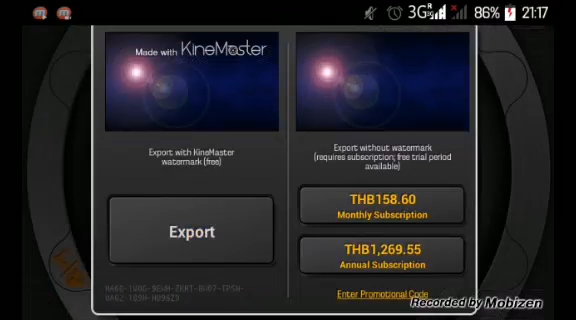 3G
R
3G
86%
21:17
Made with KineMaster
Export with KineMaster
watermark (free)
Export
Export without watermark
(requires subscription; free trial period
available)
THB158.60
Monthly Subscription
THB1,269.55
Annual Subscription
Enter Promotional Code
Recorded by Mobizen